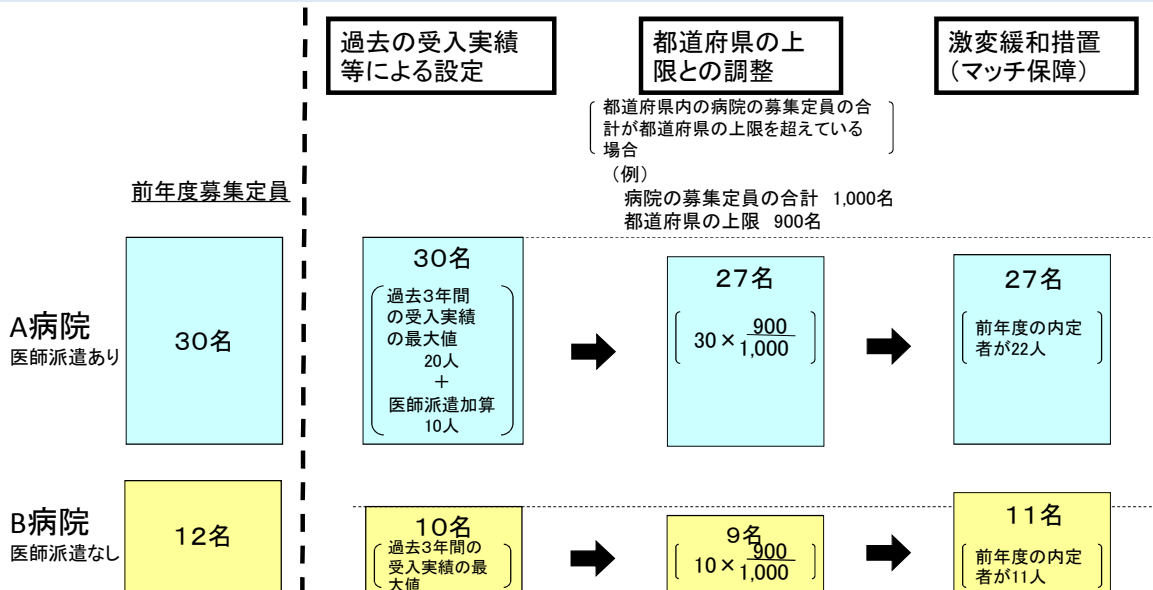 過去の受入実績
等による設定
都道府県の上
限との調整
激変緩和措置
(マッチ保障)
都道府県内の病院の募集定員の合
計が都道府県の上限を超えている
場合
(例)
病院の募集定員の合計 1,000名
都道府県の上限 900名
前年度募集定員
A病院
医師派遣あり
30名
30名
過去3年間
の受入実績
の最大値
20人
+
医師派遣加算
10人
27名
30×900/1,000
27名
前年度の内定
者が22人
B病院
医師派遣なし
12名
10名
過去3年間の
受入実績の最
大値
9名
10×900/1,000
11名
前年度の内定
者が11人